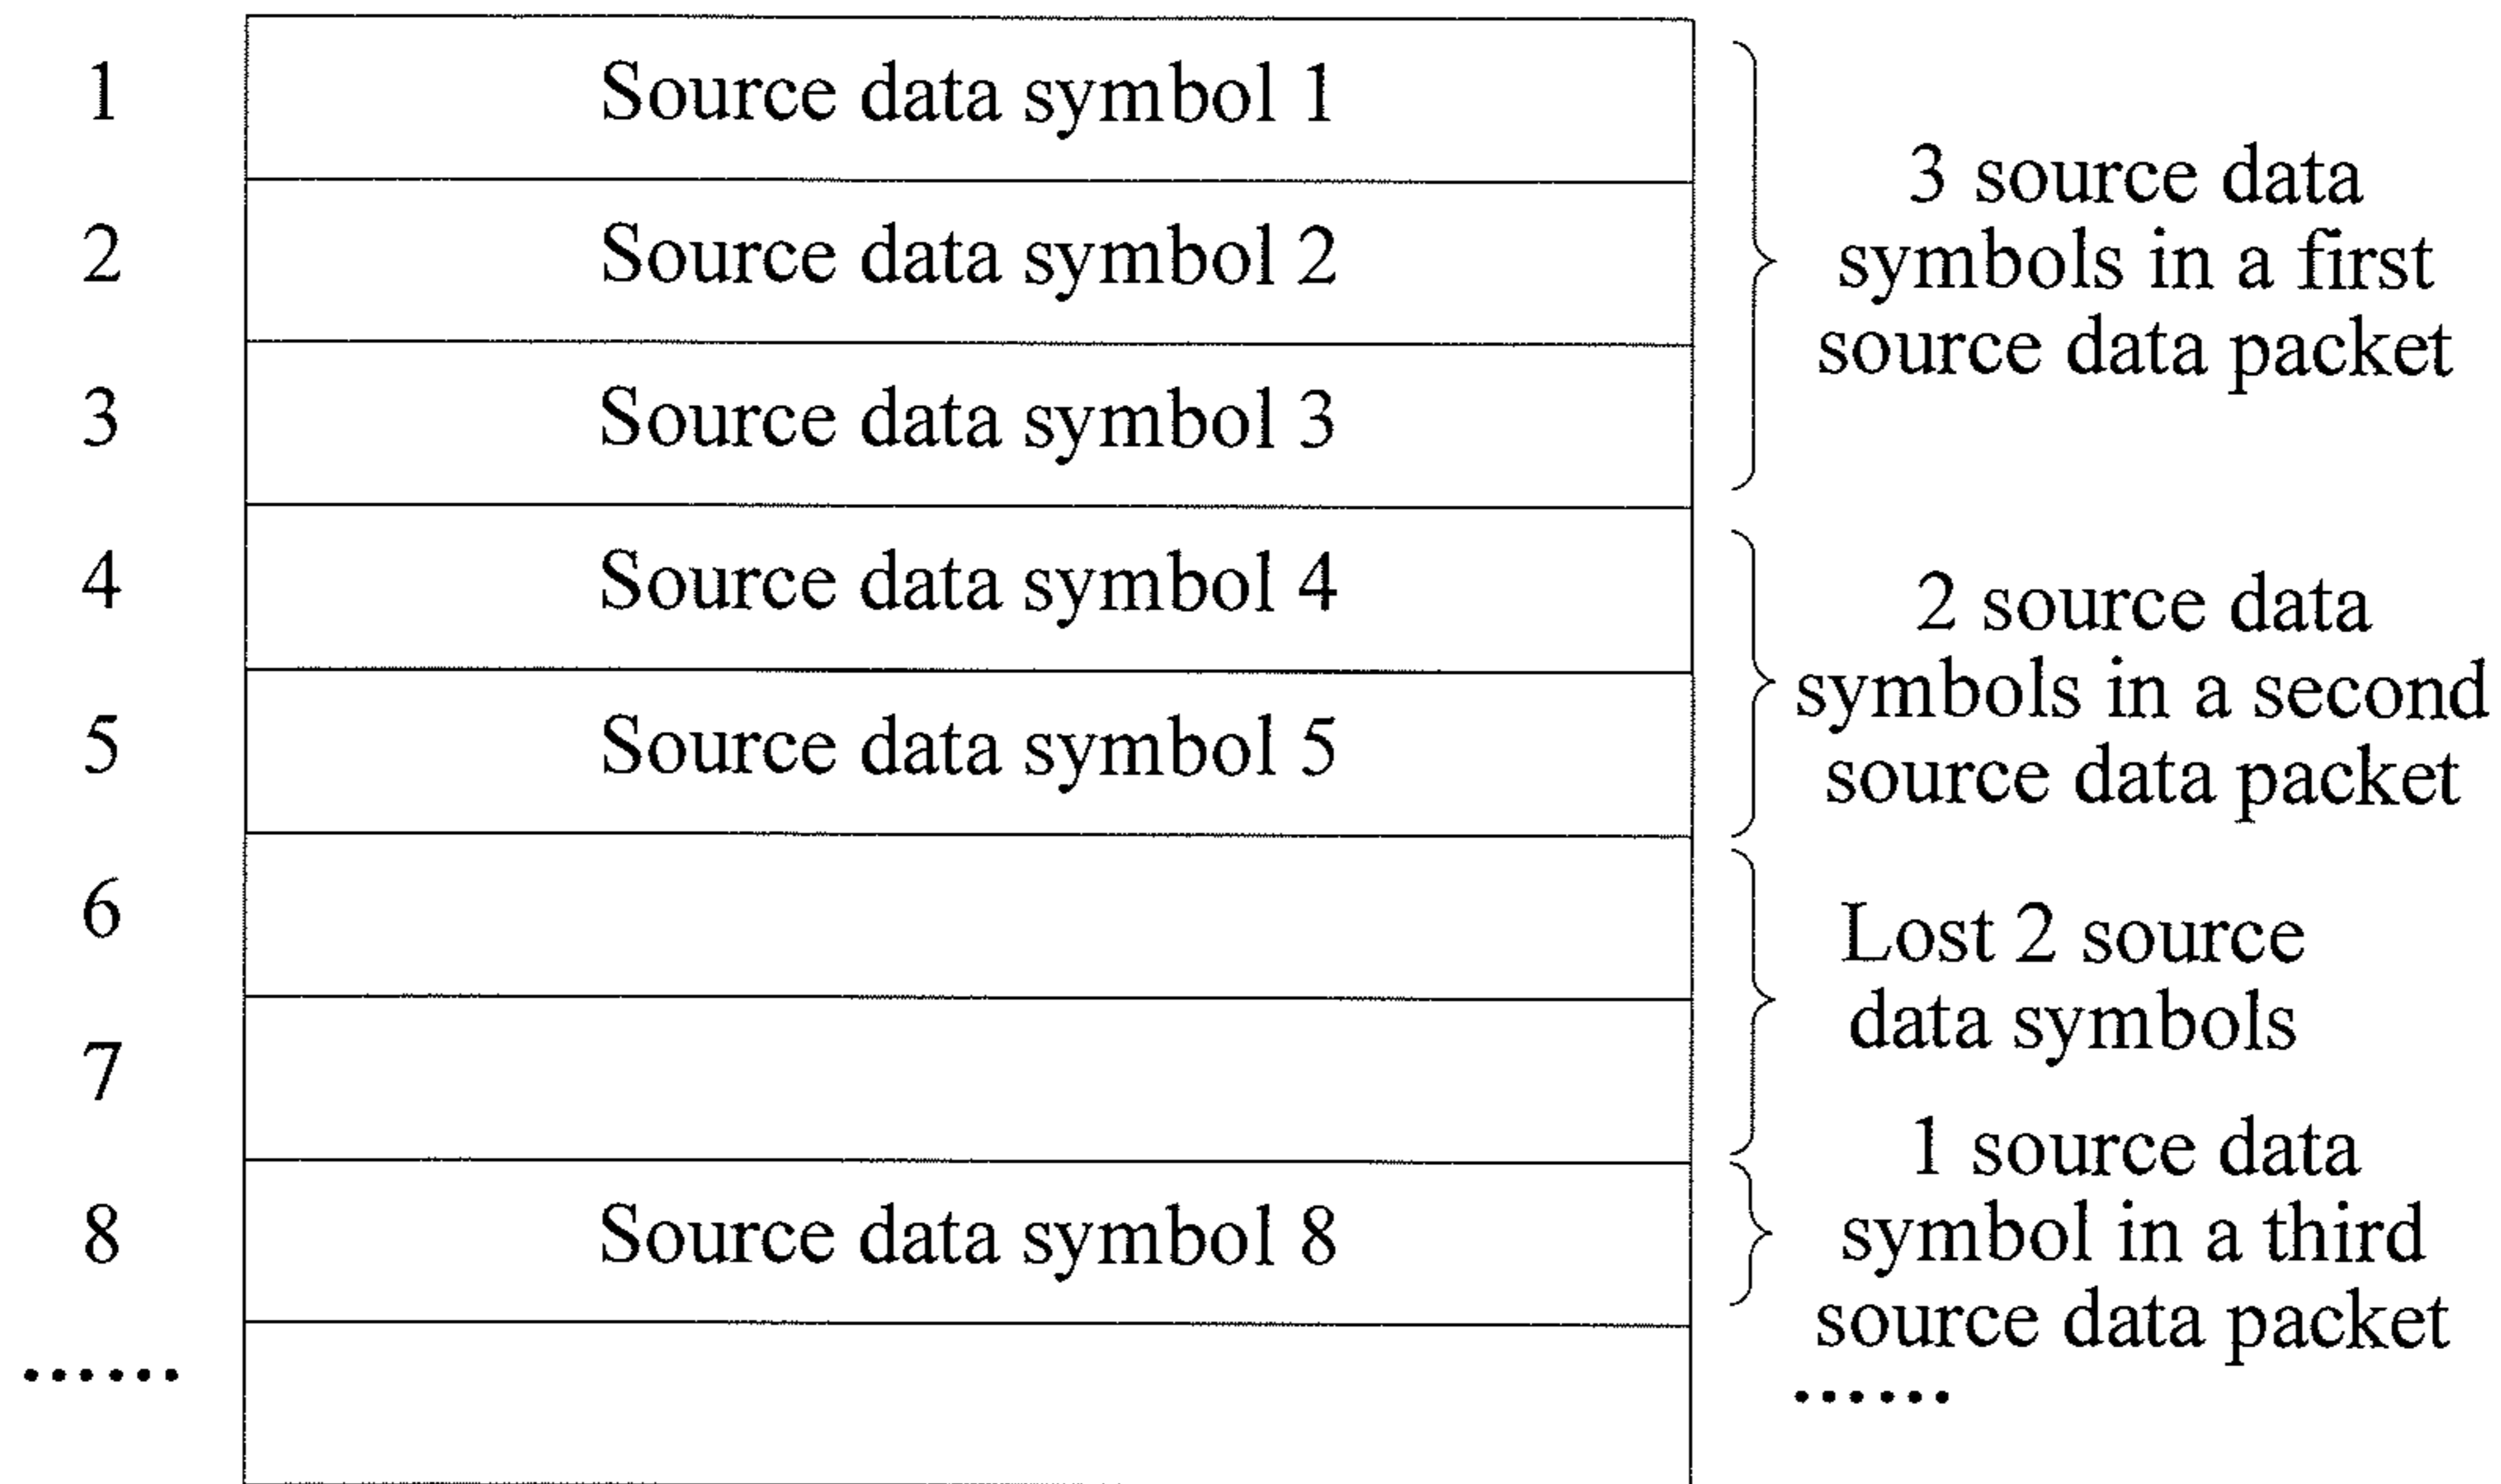 1
Source data symbol 1
2
Source data symbol 2
3
Source data symbol 3
3 source data
symbols in a first
source data packet
4
Source data symbol 4
5
Source data symbol 5
2 source data
symbols in a second
source data packet
6
7
Lost 2 source
data symbols
8
Source data symbol 8
1 source data
symbol in a third
source data packet
......
......